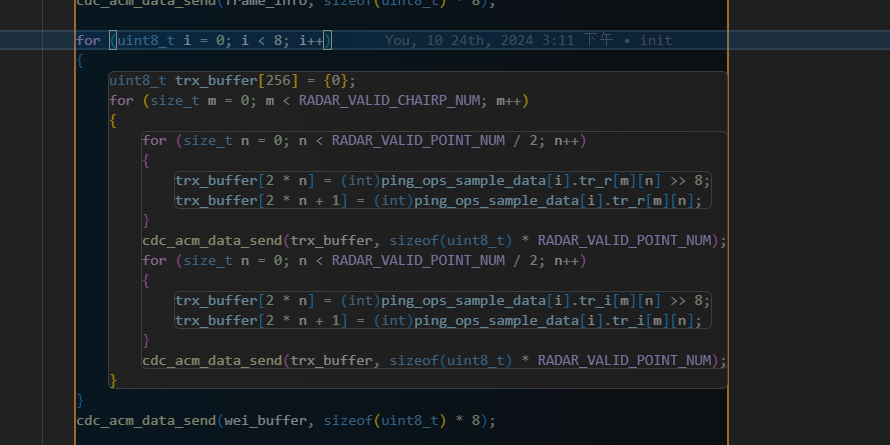 cdc_acm_data_send(frame_info, sizeof(uint8_t) * 8);
for (uint8_t i = 0; i < 8; i++) You, 10 24th, 2024 3:11 下午 • init
{
uint8_t trx_buffer[256] = {0};
for (size_t m = 0; m < RADAR_VALID_CHAIRP_NUM; m++)
{
for (size_t n = 0; n < RADAR_VALID_POINT_NUM / 2; n++)
{
trx_buffer[2 * n] = (int)ping_ops_sample_data[i].tr_r[m][n] >> 8;
trx_buffer[2 * n + 1] = (int)ping_ops_sample_data[i].tr_r[m][n];
}
cdc_acm_data_send(trx_buffer, sizeof(uint8_t) * RADAR_VALID_POINT_NUM);
for (size_t n = 0; n < RADAR_VALID_POINT_NUM / 2; n++)
{
trx_buffer[2 * n] = (int)ping_ops_sample_data[i].tr_i[m][n] >> 8;
trx_buffer[2 * n + 1] = (int)ping_ops_sample_data[i].tr_i[m][n];
}
cdc_acm_data_send(trx_buffer, sizeof(uint8_t) * RADAR_VALID_POINT_NUM);
}
}
cdc_acm_data_send(wei_buffer, sizeof(uint8_t) * 8);